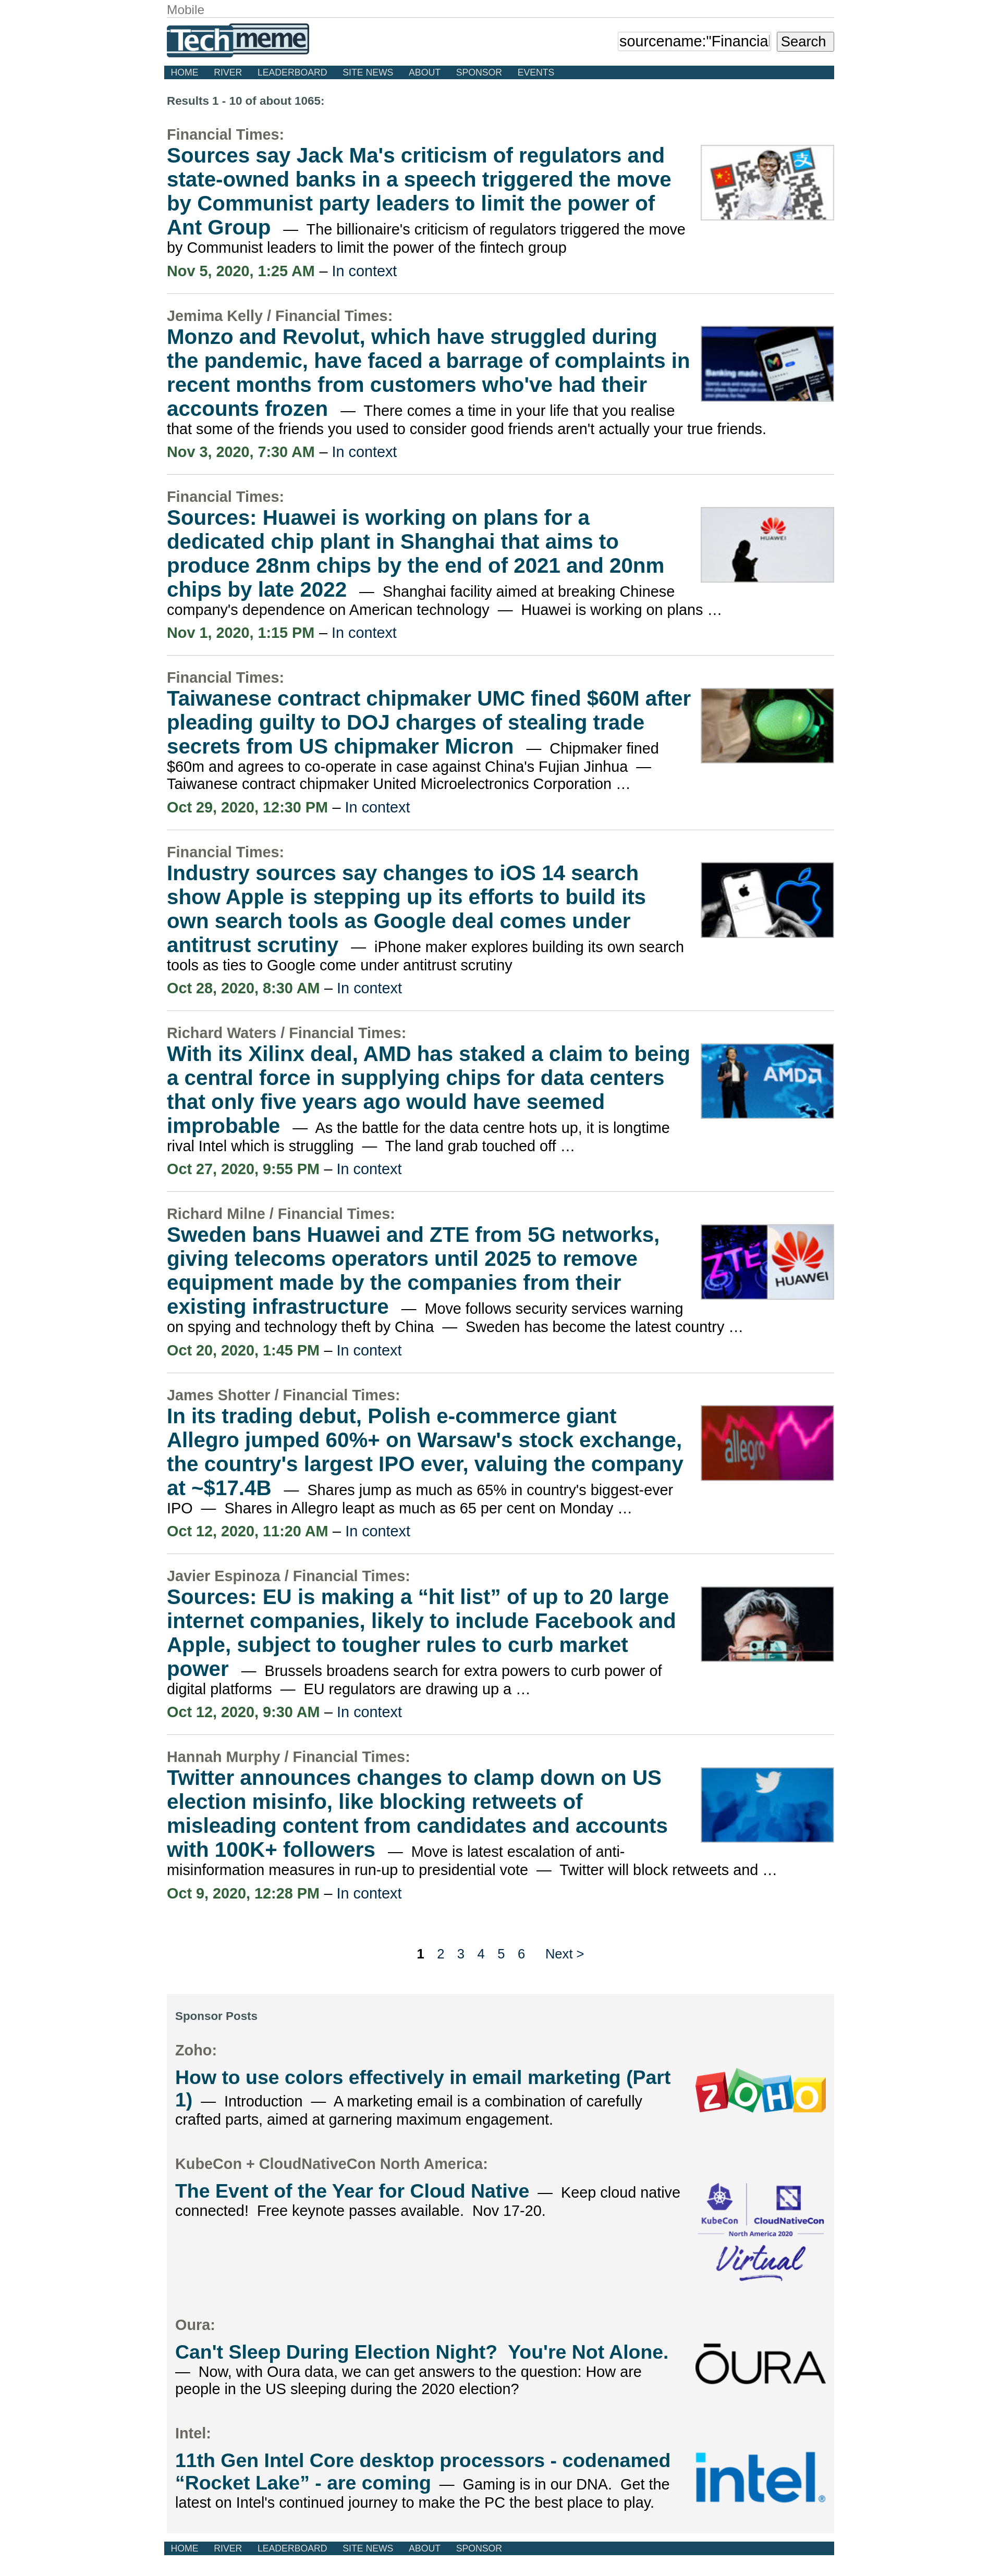 Mobile
Techmeme
sourcename:"Financial
Search
HOME RIVER LEADERBOARD SITE NEWS ABOUT SPONSOR EVENTS
Results 1 - 10 of about 1065:
Financial Times:
Sources say Jack Ma's criticism of regulators and
state-owned banks in a speech triggered the move
by Communist party leaders to limit the power of
Ant Group — The billionaire's criticism of regulators triggered the move
by Communist leaders to limit the power of the fintech group
Nov 5, 2020, 1:25 AM – In context
Jemima Kelly / Financial Times:
Monzo and Revolut, which have struggled during
the pandemic, have faced a barrage of complaints in
recent months from customers who've had their
accounts frozen — There comes a time in your life that you realise
that some of the friends you used to consider good friends aren't actually your true friends.
Banking made
Nov 3, 2020, 7:30 AM – In context
Financial Times:
Sources: Huawei is working on plans for a
dedicated chip plant in Shanghai that aims to
produce 28nm chips by the end of 2021 and 20nm
chips by late 2022 — Shanghai facility aimed at breaking Chinese
company's dependence on American technology — Huawei is working on plans …
HUAWEI
Nov 1, 2020, 1:15 PM – In context
Financial Times:
Taiwanese contract chipmaker UMC fined $60M after
pleading guilty to DOJ charges of stealing trade
secrets from US chipmaker Micron — Chipmaker fined
$60m and agrees to co-operate in case against China's Fujian Jinhua —
Taiwanese contract chipmaker United Microelectronics Corporation …
Oct 29, 2020, 12:30 PM – In context
Financial Times:
Industry sources say changes to iOS 14 search
show Apple is stepping up its efforts to build its
own search tools as Google deal comes under
antitrust scrutiny — iPhone maker explores building its own search
tools as ties to Google come under antitrust scrutiny
Oct 28, 2020, 8:30 AM – In context
Richard Waters / Financial Times:
With its Xilinx deal, AMD has staked a claim to being
a central force in supplying chips for data centers
that only five years ago would have seemed
improbable — As the battle for the data centre hots up, it is longtime
rival Intel which is struggling — The land grab touched off …
AMD
Oct 27, 2020, 9:55 PM – In context
Richard Milne / Financial Times:
Sweden bans Huawei and ZTE from 5G networks,
giving telecoms operators until 2025 to remove
equipment made by the companies from their
existing infrastructure — Move follows security services warning
on spying and technology theft by China — Sweden has become the latest country …
ZTE HUAWEI
Oct 20, 2020, 1:45 PM – In context
James Shotter / Financial Times:
In its trading debut, Polish e-commerce giant
Allegro jumped 60%+ on Warsaw's stock exchange,
the country's largest IPO ever, valuing the company
at ~$17.4B — Shares jump as much as 65% in country's biggest-ever
IPO — Shares in Allegro leapt as much as 65 per cent on Monday …
allegro
Oct 12, 2020, 11:20 AM – In context
Javier Espinoza / Financial Times:
Sources: EU is making a “hit list” of up to 20 large
internet companies, likely to include Facebook and
Apple, subject to tougher rules to curb market
power — Brussels broadens search for extra powers to curb power of
digital platforms — EU regulators are drawing up a …
Oct 12, 2020, 9:30 AM – In context
Hannah Murphy / Financial Times:
Twitter announces changes to clamp down on US
election misinfo, like blocking retweets of
misleading content from candidates and accounts
with 100K+ followers — Move is latest escalation of anti-
misinformation measures in run-up to presidential vote — Twitter will block retweets and …
Oct 9, 2020, 12:28 PM – In context
1 2 3 4 5 6 Next >
Sponsor Posts
Zoho:
How to use colors effectively in email marketing (Part
1) — Introduction — A marketing email is a combination of carefully
crafted parts, aimed at garnering maximum engagement.
ZOHO
KubeCon + CloudNativeCon North America:
The Event of the Year for Cloud Native — Keep cloud native
connected! Free keynote passes available. Nov 17-20.
KubeCon CloudNativeCon
North America 2020
Virtual
Oura:
Can't Sleep During Election Night? You're Not Alone.
— Now, with Oura data, we can get answers to the question: How are
people in the US sleeping during the 2020 election?
ŌURA
Intel:
11th Gen Intel Core desktop processors - codenamed
“Rocket Lake” - are coming — Gaming is in our DNA. Get the
latest on Intel's continued journey to make the PC the best place to play.
intel®
HOME RIVER LEADERBOARD SITE NEWS ABOUT SPONSOR